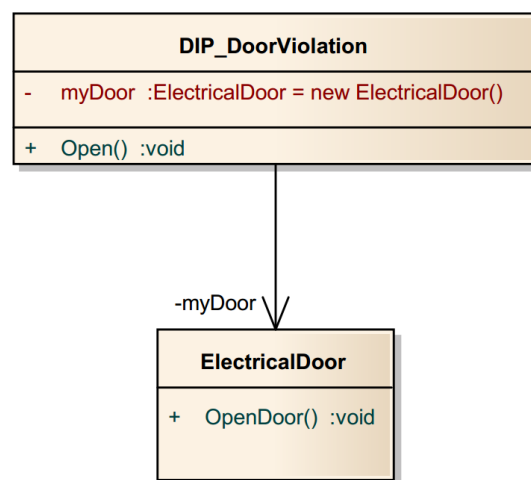 DIP_DoorViolation
- myDoor :ElectricalDoor = new ElectricalDoor()
+ Open() :void
-myDoor
ElectricalDoor
+ OpenDoor() :void